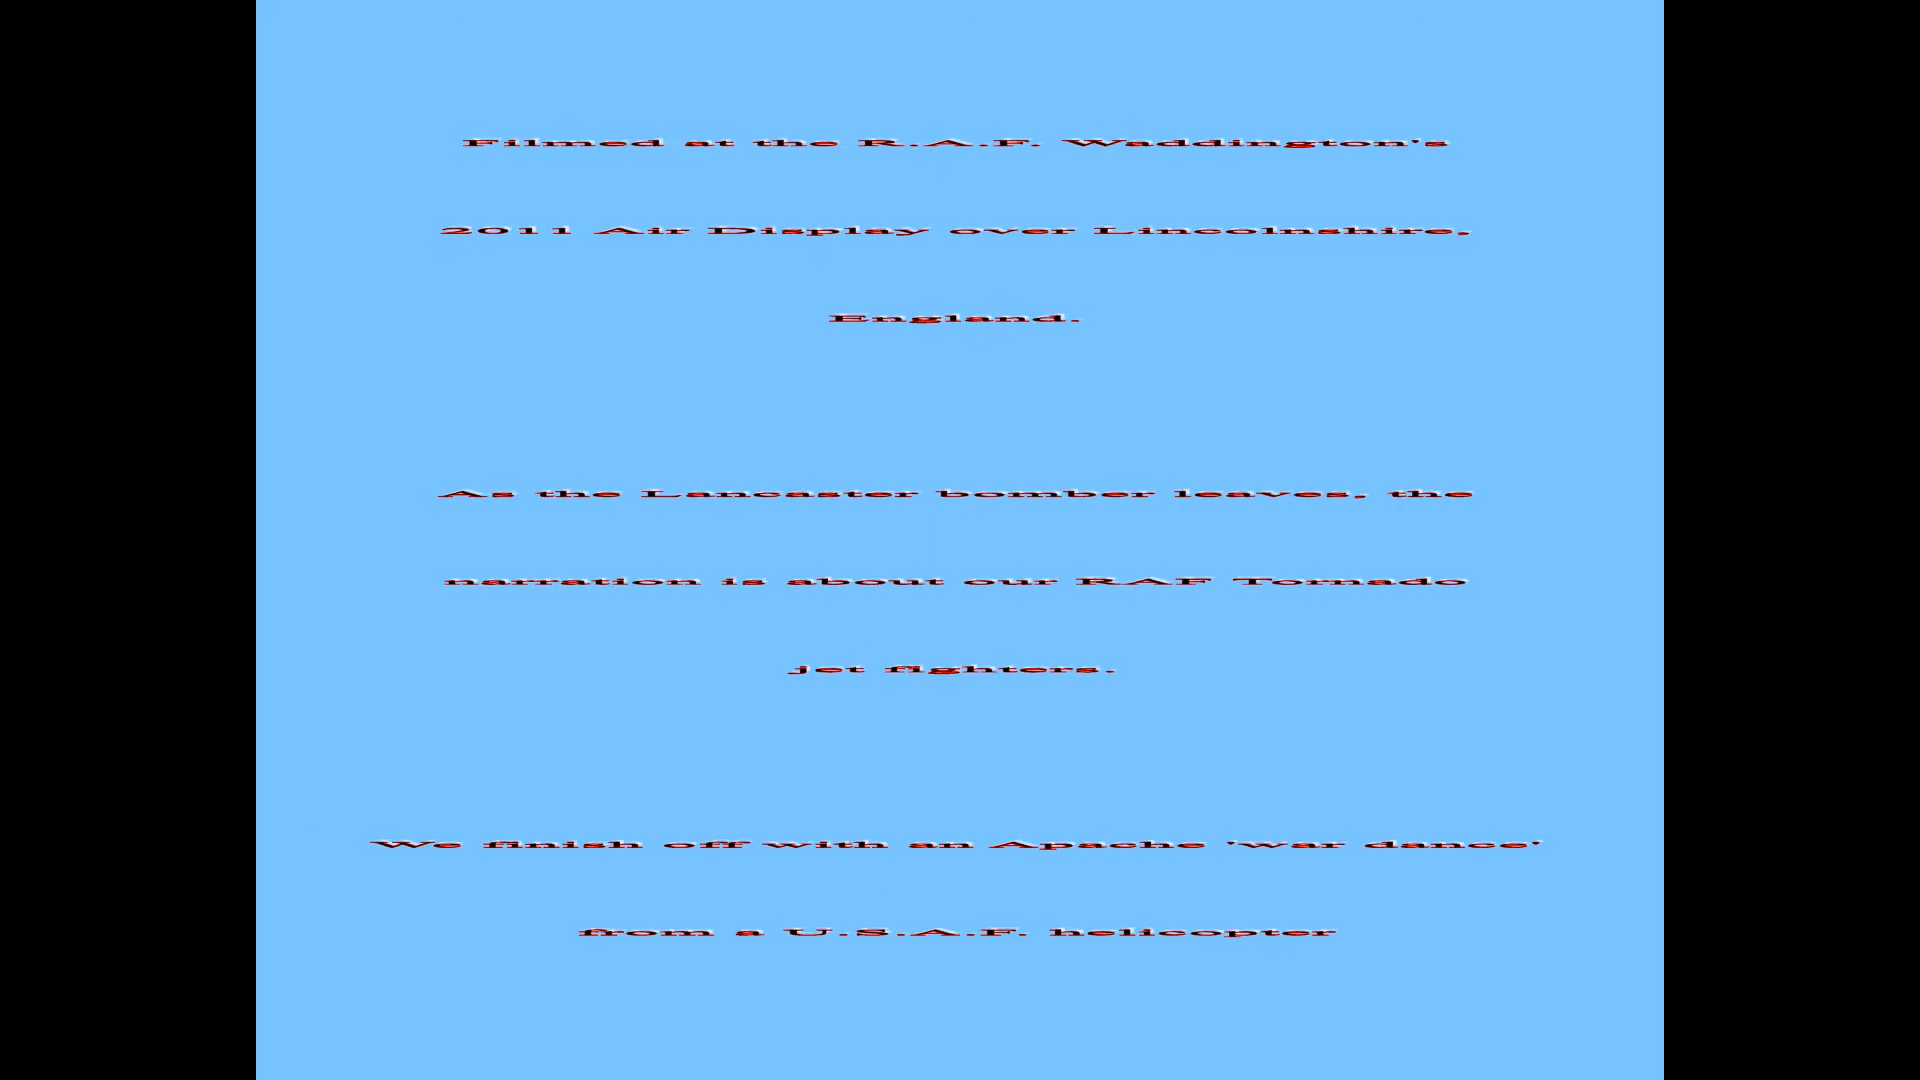 Filmed at the R.A.F. Waddington's
2011 Air Display over Lincolnshire,
England.
As the Lancaster bomber leaves, the
narration is about our RAF Tornado
jet fighters.
We finish off with an Apache 'war dance'
from a U.S.A.F. helicopter